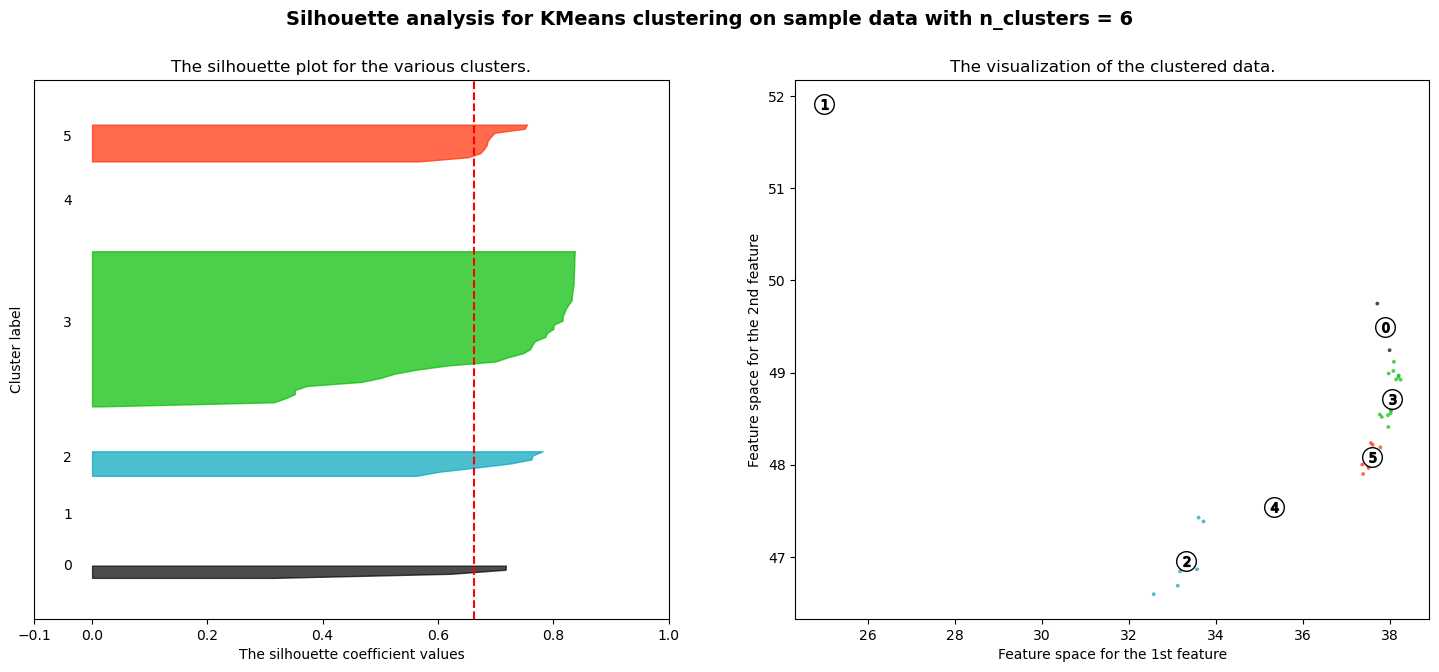 Silhouette analysis for KMeans clustering on sample data with n_clusters = 6
The silhouette plot for the various clusters.
Cluster label
5
4
3
2
1
0
−0.1 0.0 0.2 0.4 0.6 0.8 1.0
The silhouette coefficient values
The visualization of the clustered data.
Feature space for the 2nd feature
52
51
50
49
48
47
1
0
3
5
4
2
26 28 30 32 34 36 38
Feature space for the 1st feature